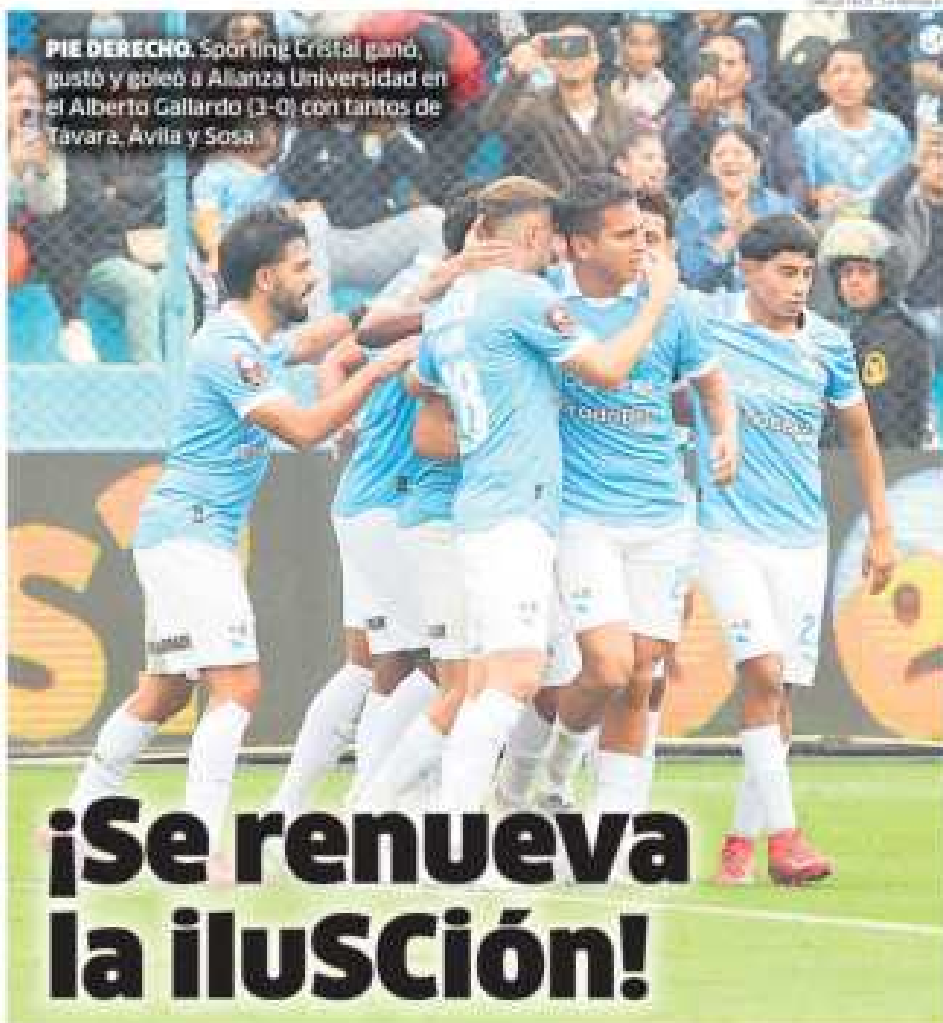 PIE DERECHO. Sporting Cristal ganó,
gustó y goleó a Alianza Universidad en
el Alberto Gallardo (3-0) con tantos de
Távara, Ávila y Sosa.
¡Se renueva
la iluSCión!